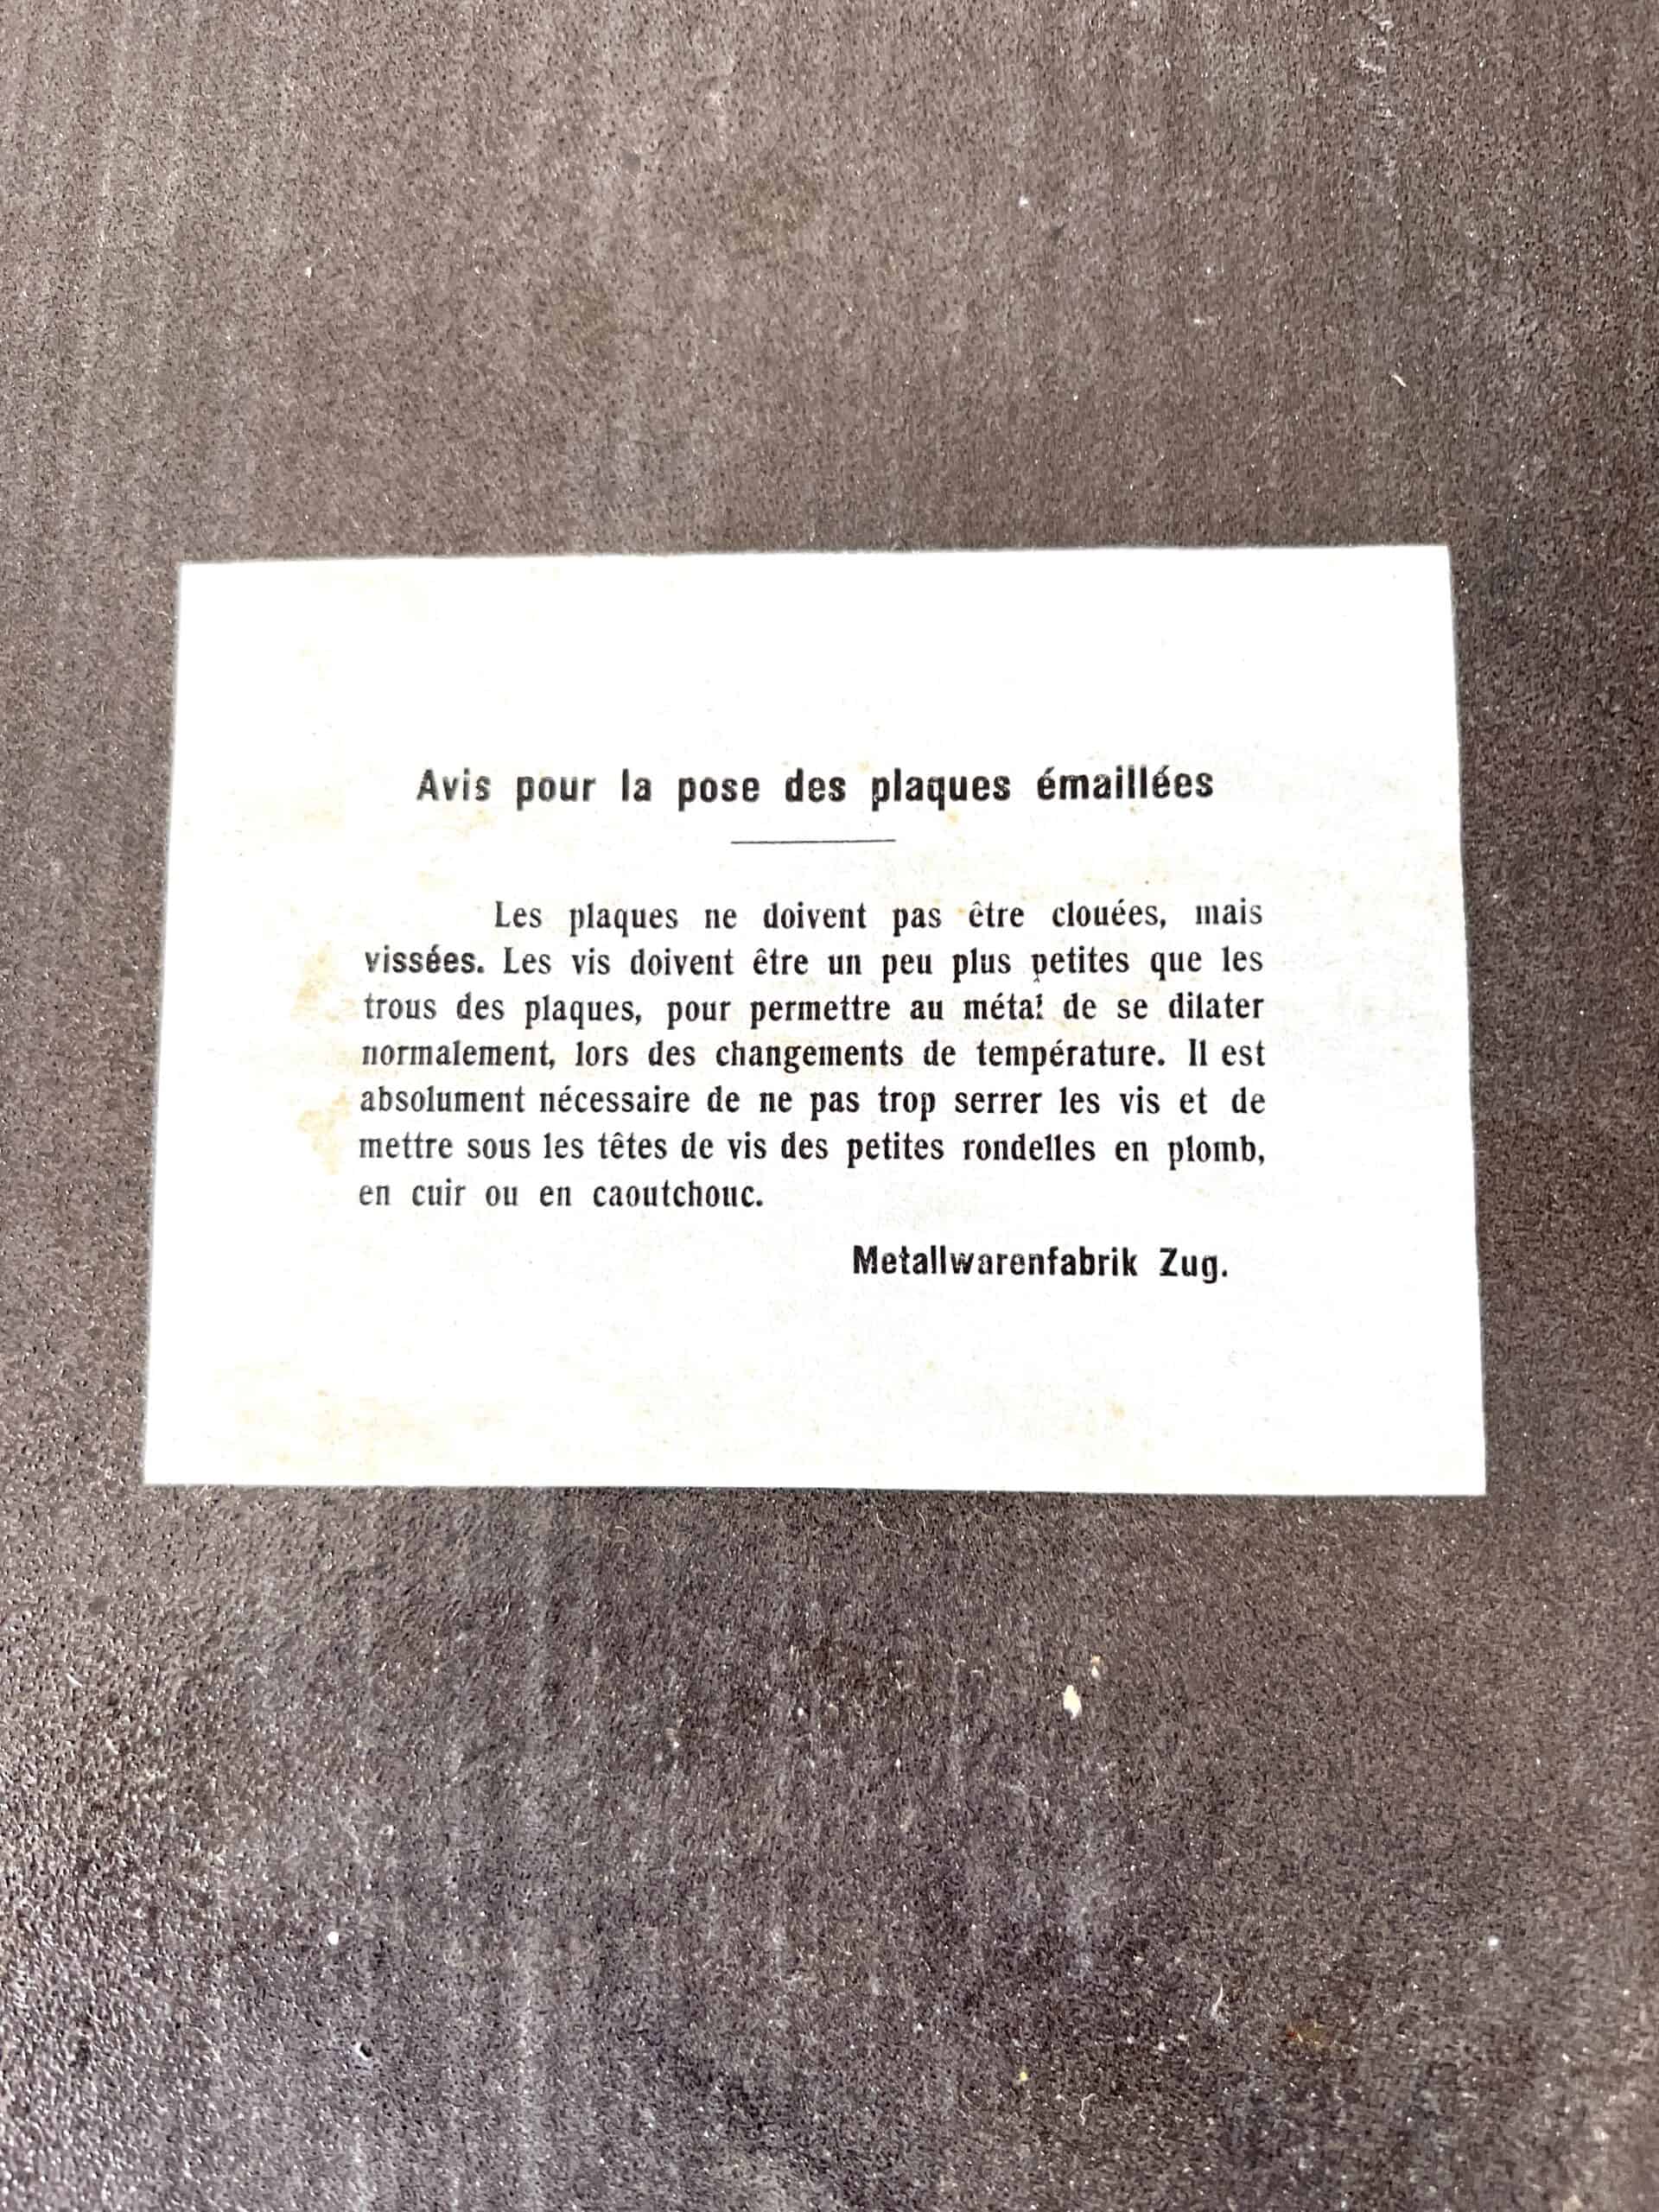 Avis pour la pose des plaques émaillées
Les plaques ne doivent pas être clouées, mais
vissées. Les vis doivent être un peu plus petites que les
trous des plaques, pour permettre au métal de se dilater
normalement, lors des changements de température. Il est
absolument nécessaire de ne pas trop serrer les vis et de
mettre sous les têtes de vis des petites rondelles en plomb,
en cuir ou en caoutchouc.
Metallwarenfabrik Zug.